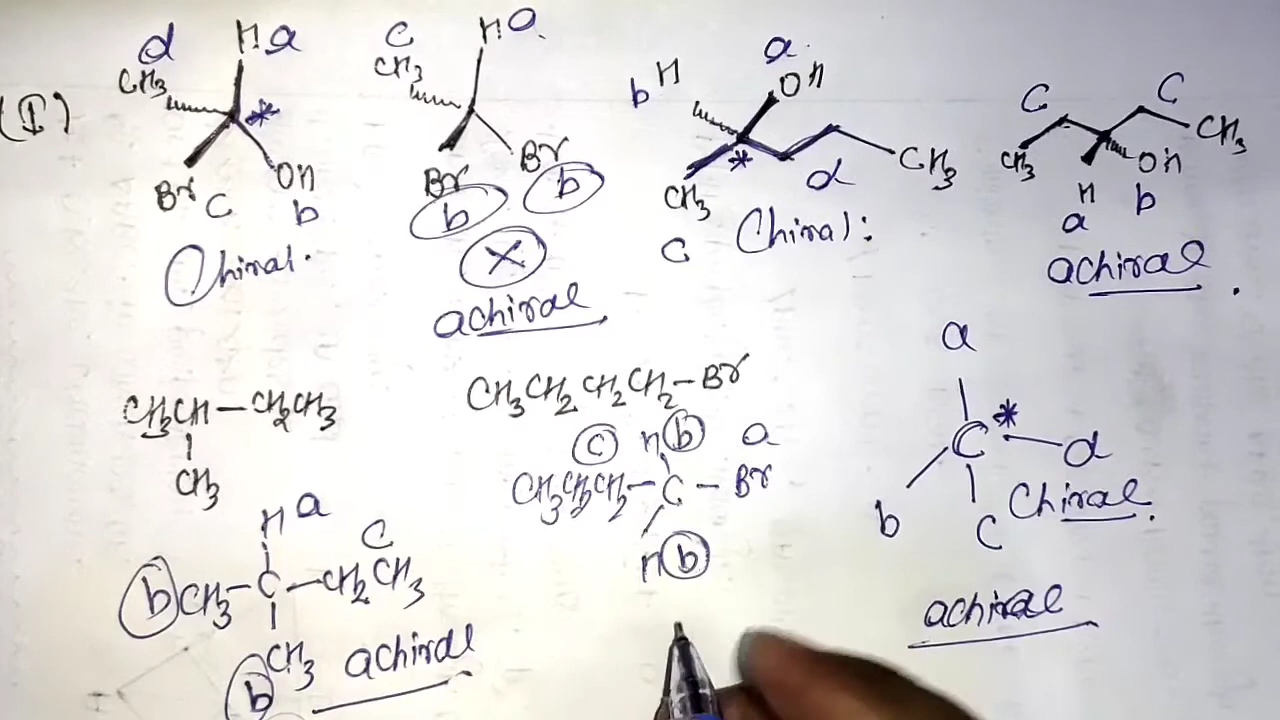 (I)
d H a
CH3 *
Br C OH b
Chiral.
C H a
CH3
Br b Br b
X
achiral
a
b H OH
* d CH3
CH3 C Chiral:
C C
CH3 CH3
H OH
a b
achiral.
CH3CH-CH2CH3
CH3
H a
b CH3-C-CH2CH3 C
CH3 b
achiral
CH3CH2CH2CH2-Br
C H b a
CH3CH2CH2-C-Br
H b
a
C* d
b C Chiral.
achiral